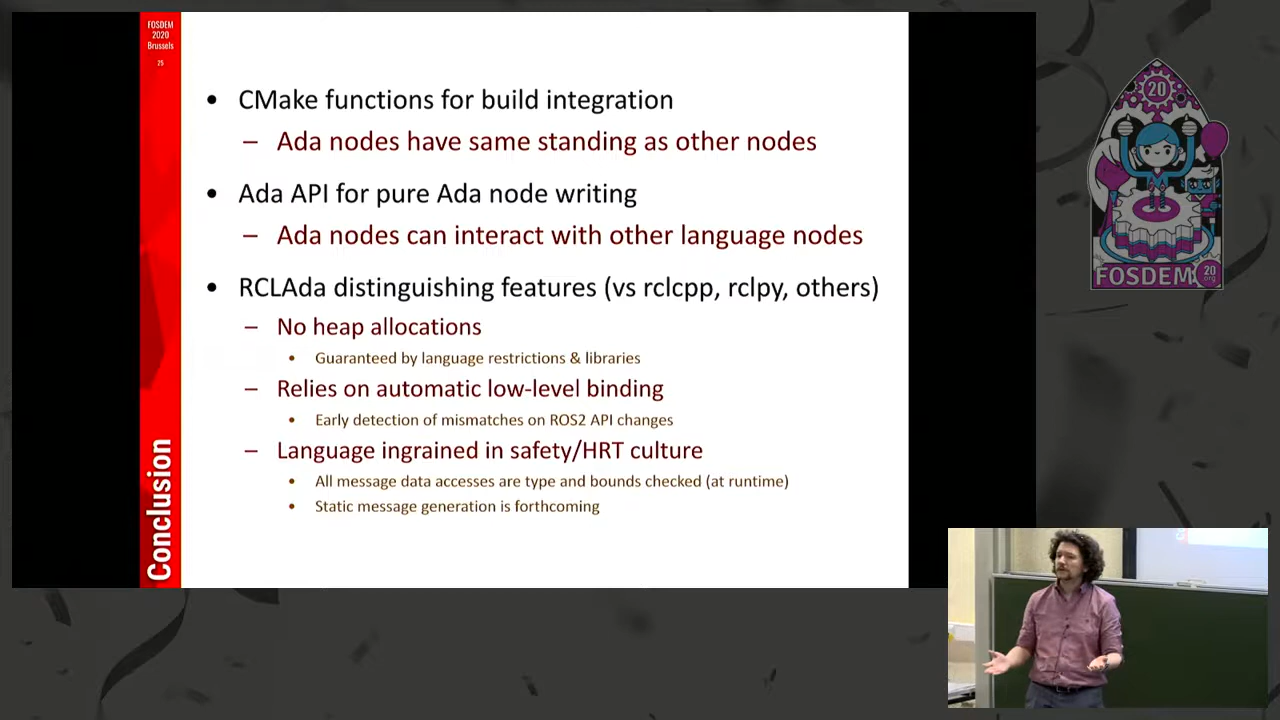 FOSDEM
2020
Brussels
25
Conclusion
• CMake functions for build integration
– Ada nodes have same standing as other nodes
• Ada API for pure Ada node writing
– Ada nodes can interact with other language nodes
• RCLAda distinguishing features (vs rclcpp, rclpy, others)
– No heap allocations
• Guaranteed by language restrictions & libraries
– Relies on automatic low-level binding
• Early detection of mismatches on ROS2 API changes
– Language ingrained in safety/HRT culture
• All message data accesses are type and bounds checked (at runtime)
• Static message generation is forthcoming
20
FOSDEM
20
.org